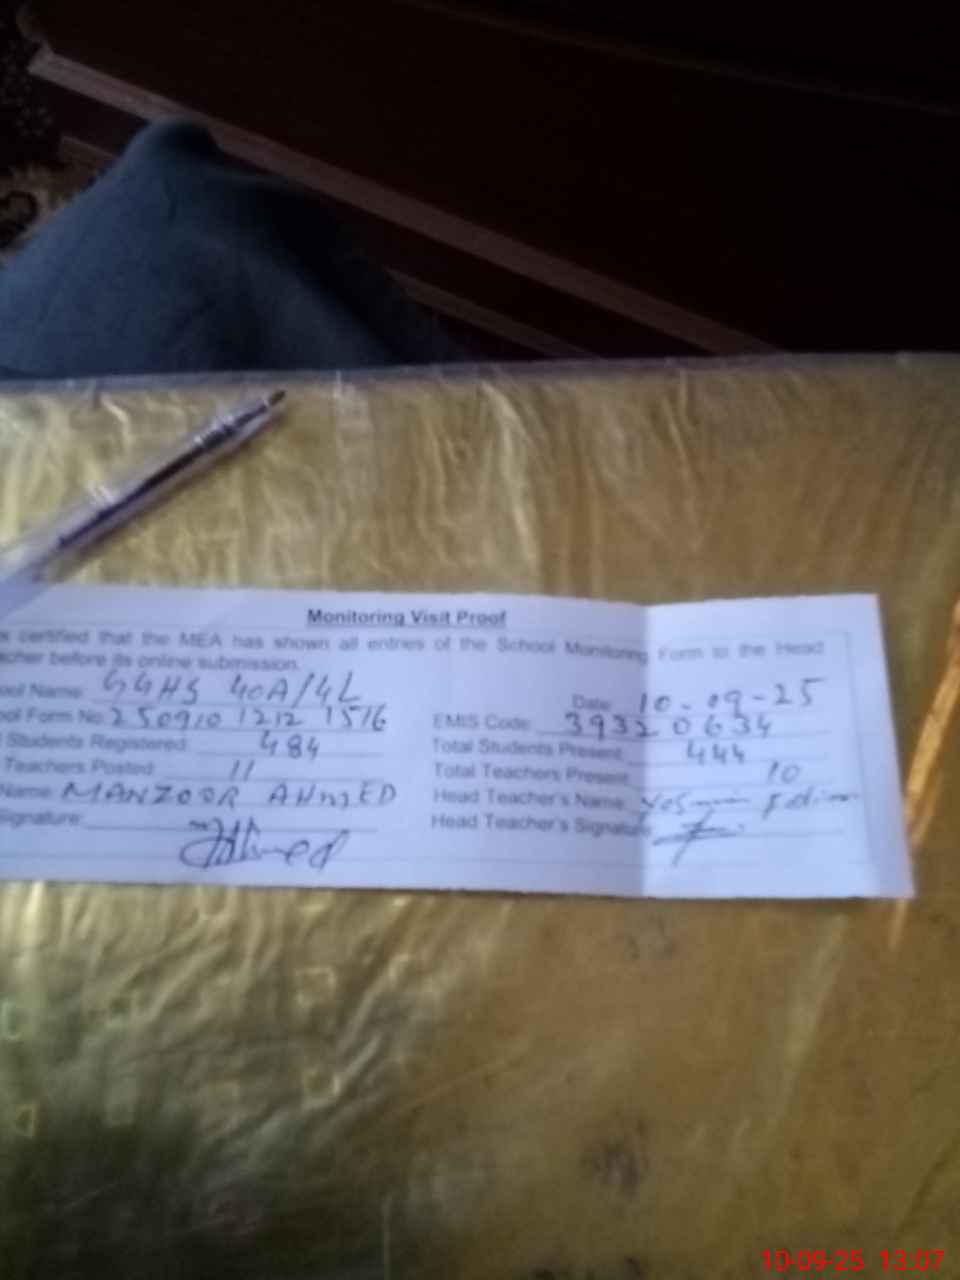 Monitoring Visit Proof
s certified that the MEA has shown all entries of the School Monitoring Form to the Head
acher before its online submission.
ool Name: GGHS 40A/4L Date: 10-09-25
ool Form No: 250910 1212 1516 EMIS Code: 39320634
Students Registered: 484 Total Students Present: 444
Teachers Posted: 11 Total Teachers Present: 10
Name: MANZOOR AHMED Head Teacher's Name:
Signature: Head Teacher's Signature:
10-09-25 13:07